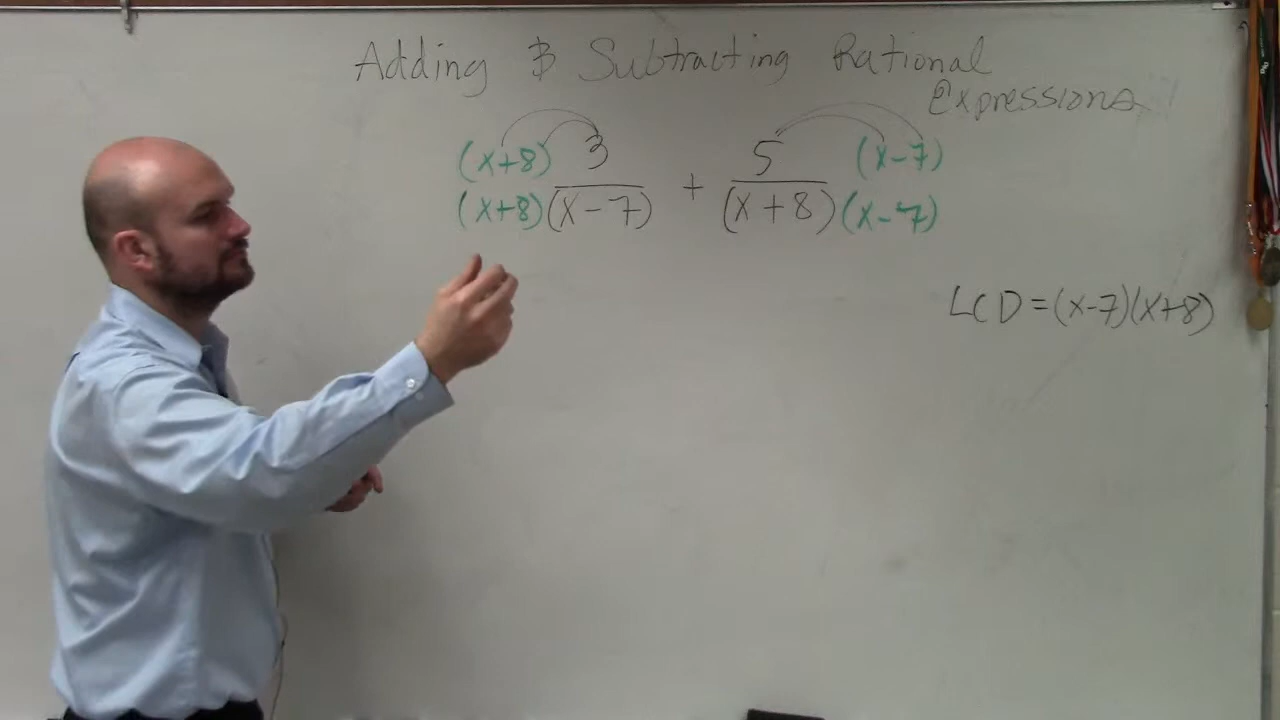 Adding & Subtracting Rational
Expressions
(x+8) 3 5 (x-7)
(x+8)(x-7) + (x+8)(x-7)
LCD=(x-7)(x+8)